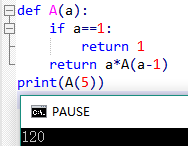 def A(a):
    if a==1:
        return 1
    return a*A(a-1)
print(A(5))
PAUSE
120